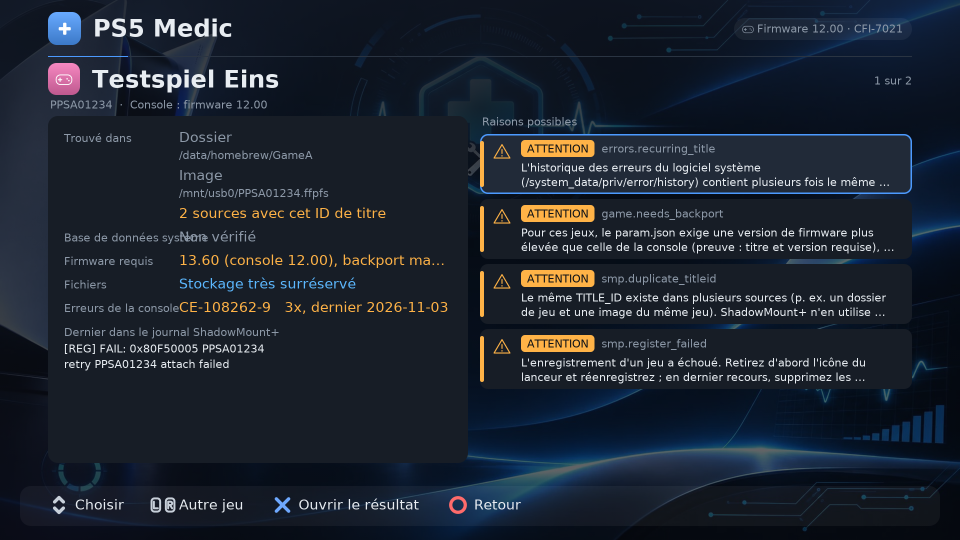 PS5 Medic
Firmware 12.00 · CFI-7021
Testspiel Eins
1 sur 2
PPSA01234 · Console : firmware 12.00
Trouvé dans
Dossier
/data/homebrew/GameA
Image
/mnt/usb0/PPSA01234.ffpfs
2 sources avec cet ID de titre
Base de données système
Non vérifié
Firmware requis
13.60 (console 12.00), backport ma…
Fichiers
Stockage très surréservé
Erreurs de la console
CE-108262-9 3x, dernier 2026-11-03
Dernier dans le journal ShadowMount+
[REG] FAIL: 0x80F50005 PPSA01234
retry PPSA01234 attach failed
Raisons possibles
ATTENTION errors.recurring_title
L'historique des erreurs du logiciel système
(/system_data/priv/error/history) contient plusieurs fois le même …
ATTENTION game.needs_backport
Pour ces jeux, le param.json exige une version de firmware plus
élevée que celle de la console (preuve : titre et version requise), …
ATTENTION smp.duplicate_titleid
Le même TITLE_ID existe dans plusieurs sources (p. ex. un dossier
de jeu et une image du même jeu). ShadowMount+ n'en utilise …
ATTENTION smp.register_failed
L'enregistrement d'un jeu a échoué. Retirez d'abord l'icône du
lanceur et réenregistrez ; en dernier recours, supprimez les …
Choisir
L R Autre jeu
Ouvrir le résultat
Retour